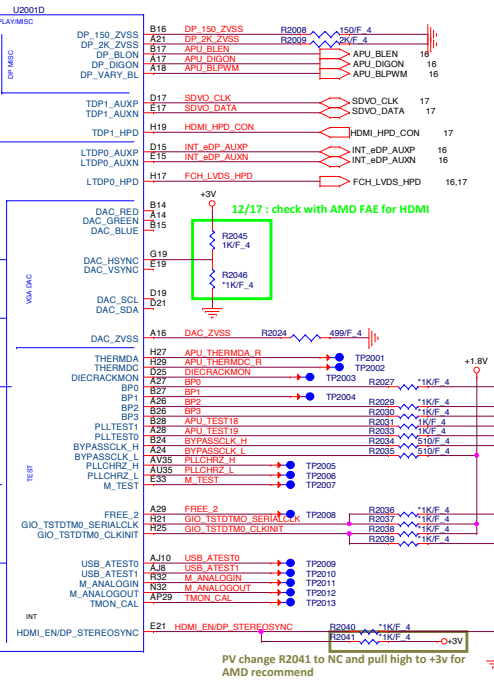 U2001D
PLAY/MISC
DP MISC
DP_150_ZVSS B16 DP_150_ZVSS R2008 150/F_4
DP_2K_ZVSS A21 DP_2K_ZVSS R2009 2K/F_4
DP_BLON B17 APU_BLEN APU_BLEN 16
DP_DIGON A17 APU_DIGON APU_DIGON 16
DP_VARY_BL A18 APU_BLPWM APU_BLPWM 16
TDP1_AUXP D17 SDVO_CLK SDVO_CLK 17
TDP1_AUXN E17 SDVO_DATA SDVO_DATA 17
TDP1_HPD H19 HDMI_HPD_CON HDMI_HPD_CON 17
LTDP0_AUXP D15 INT_eDP_AUXP INT_eDP_AUXP 16
LTDP0_AUXN E15 INT_eDP_AUXN INT_eDP_AUXN 16
LTDP0_HPD H17 FCH_LVDS_HPD FCH_LVDS_HPD 16,17
+3V
12/17 : check with AMD FAE for HDMI
VGA DAC
DAC_RED B14
DAC_GREEN A14
DAC_BLUE B15
R2045
1K/F_4
DAC_HSYNC G19
DAC_VSYNC E19
R2046
*1K/F_4
DAC_SCL D19
DAC_SDA D21
DAC_ZVSS A16 DAC_ZVSS R2024 499/F_4
TEST
THERMDA H27 APU_THERMDA_R TP2001
THERMDC H29 APU_THERMDC_R TP2002
+1.8V
DIECRACKMON D25 DIECRACKMON TP2003
BP0 A27 BP0 R2027 *1K/F_4
BP1 B27 BP1 TP2004
BP2 A26 BP2 R2029 *1K/F_4
BP3 B26 BP3 R2030 *1K/F_4
PLLTEST1 B28 APU_TEST18 R2031 1K/F_4
PLLTEST0 A28 APU_TEST19 R2033 1K/F_4
BYPASSCLK_H B24 BYPASSCLK_H R2034 510/F_4
BYPASSCLK_L A24 BYPASSCLK_L R2035 510/F_4
PLLCHRZ_H AV35 PLLCHRZ_H TP2005
PLLCHRZ_L AU35 PLLCHRZ_L TP2006
M_TEST E33 M_TEST TP2007
FREE_2 A29 FREE_2 TP2008 R2036 *1K/F_4
GIO_TSTDTM0_SERIALCLK H21 GIO_TSTDTM0_SERIALCLK R2037 *1K/F_4
GIO_TSTDTM0_CLKINIT H25 GIO_TSTDTM0_CLKINIT R2038 *1K/F_4
R2039 *1K/F_4
USB_ATEST0 AJ10 USB_ATEST0 TP2009
USB_ATEST1 AJ8 USB_ATEST1 TP2010
M_ANALOGIN R32 M_ANALOGIN TP2011
M_ANALOGOUT N32 M_ANALOGOUT TP2012
TMON_CAL AP29 TMON_CAL TP2013
INT
HDMI_EN/DP_STEREOSYNC E21 HDMI_EN/DP_STEREOSYNC R2040 *1K/F_4
R2041 *1K/F_4 +3V
PV change R2041 to NC and pull high to +3v for
AMD recommend